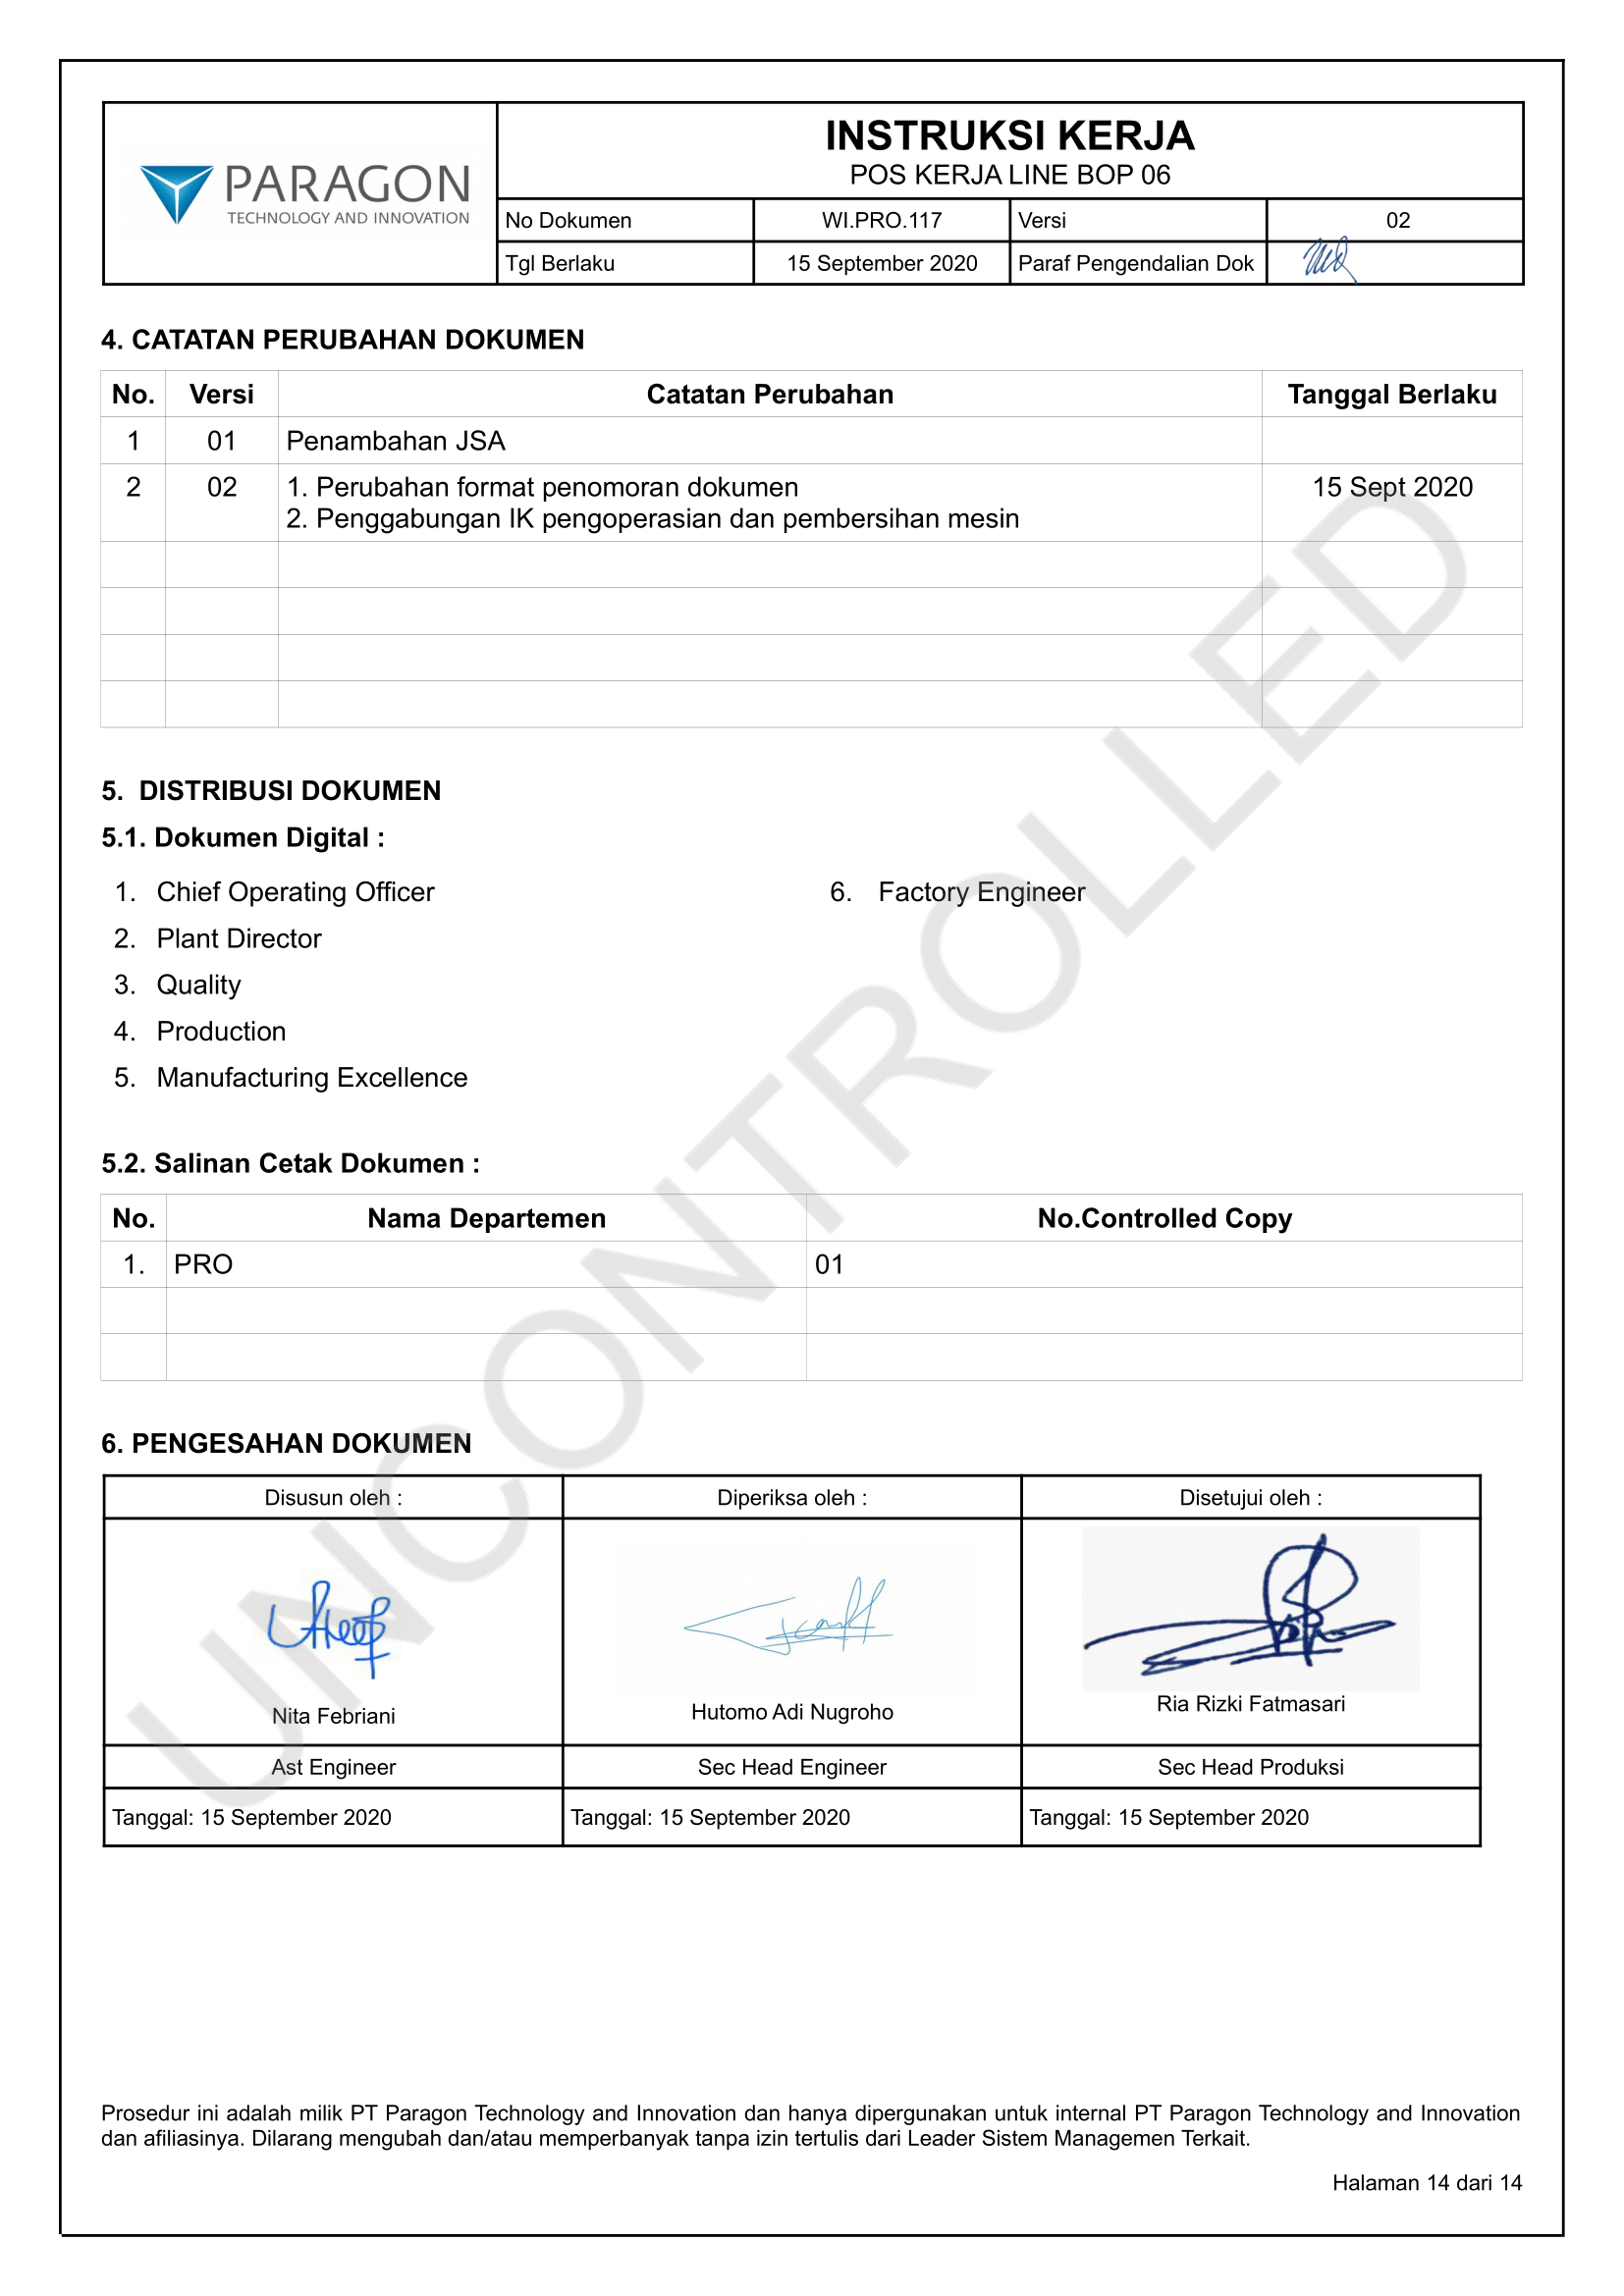 PARAGON
TECHNOLOGY AND INNOVATION
INSTRUKSI KERJA
POS KERJA LINE BOP 06
No Dokumen WI.PRO.117 Versi 02
Tgl Berlaku 15 September 2020 Paraf Pengendalian Dok
4. CATATAN PERUBAHAN DOKUMEN
No. Versi Catatan Perubahan Tanggal Berlaku
1 01 Penambahan JSA
2 02 1. Perubahan format penomoran dokumen 15 Sept 2020
2. Penggabungan IK pengoperasian dan pembersihan mesin
5. DISTRIBUSI DOKUMEN
5.1. Dokumen Digital :
1. Chief Operating Officer
2. Plant Director
3. Quality
4. Production
5. Manufacturing Excellence
6. Factory Engineer
5.2. Salinan Cetak Dokumen :
No. Nama Departemen No.Controlled Copy
1. PRO 01
6. PENGESAHAN DOKUMEN
Disusun oleh : Diperiksa oleh : Disetujui oleh :
Nita Febriani Hutomo Adi Nugroho Ria Rizki Fatmasari
Ast Engineer Sec Head Engineer Sec Head Produksi
Tanggal: 15 September 2020 Tanggal: 15 September 2020 Tanggal: 15 September 2020
Prosedur ini adalah milik PT Paragon Technology and Innovation dan hanya dipergunakan untuk internal PT Paragon Technology and Innovation
dan afiliasinya. Dilarang mengubah dan/atau memperbanyak tanpa izin tertulis dari Leader Sistem Managemen Terkait.
Halaman 14 dari 14
UNCONTROLLED